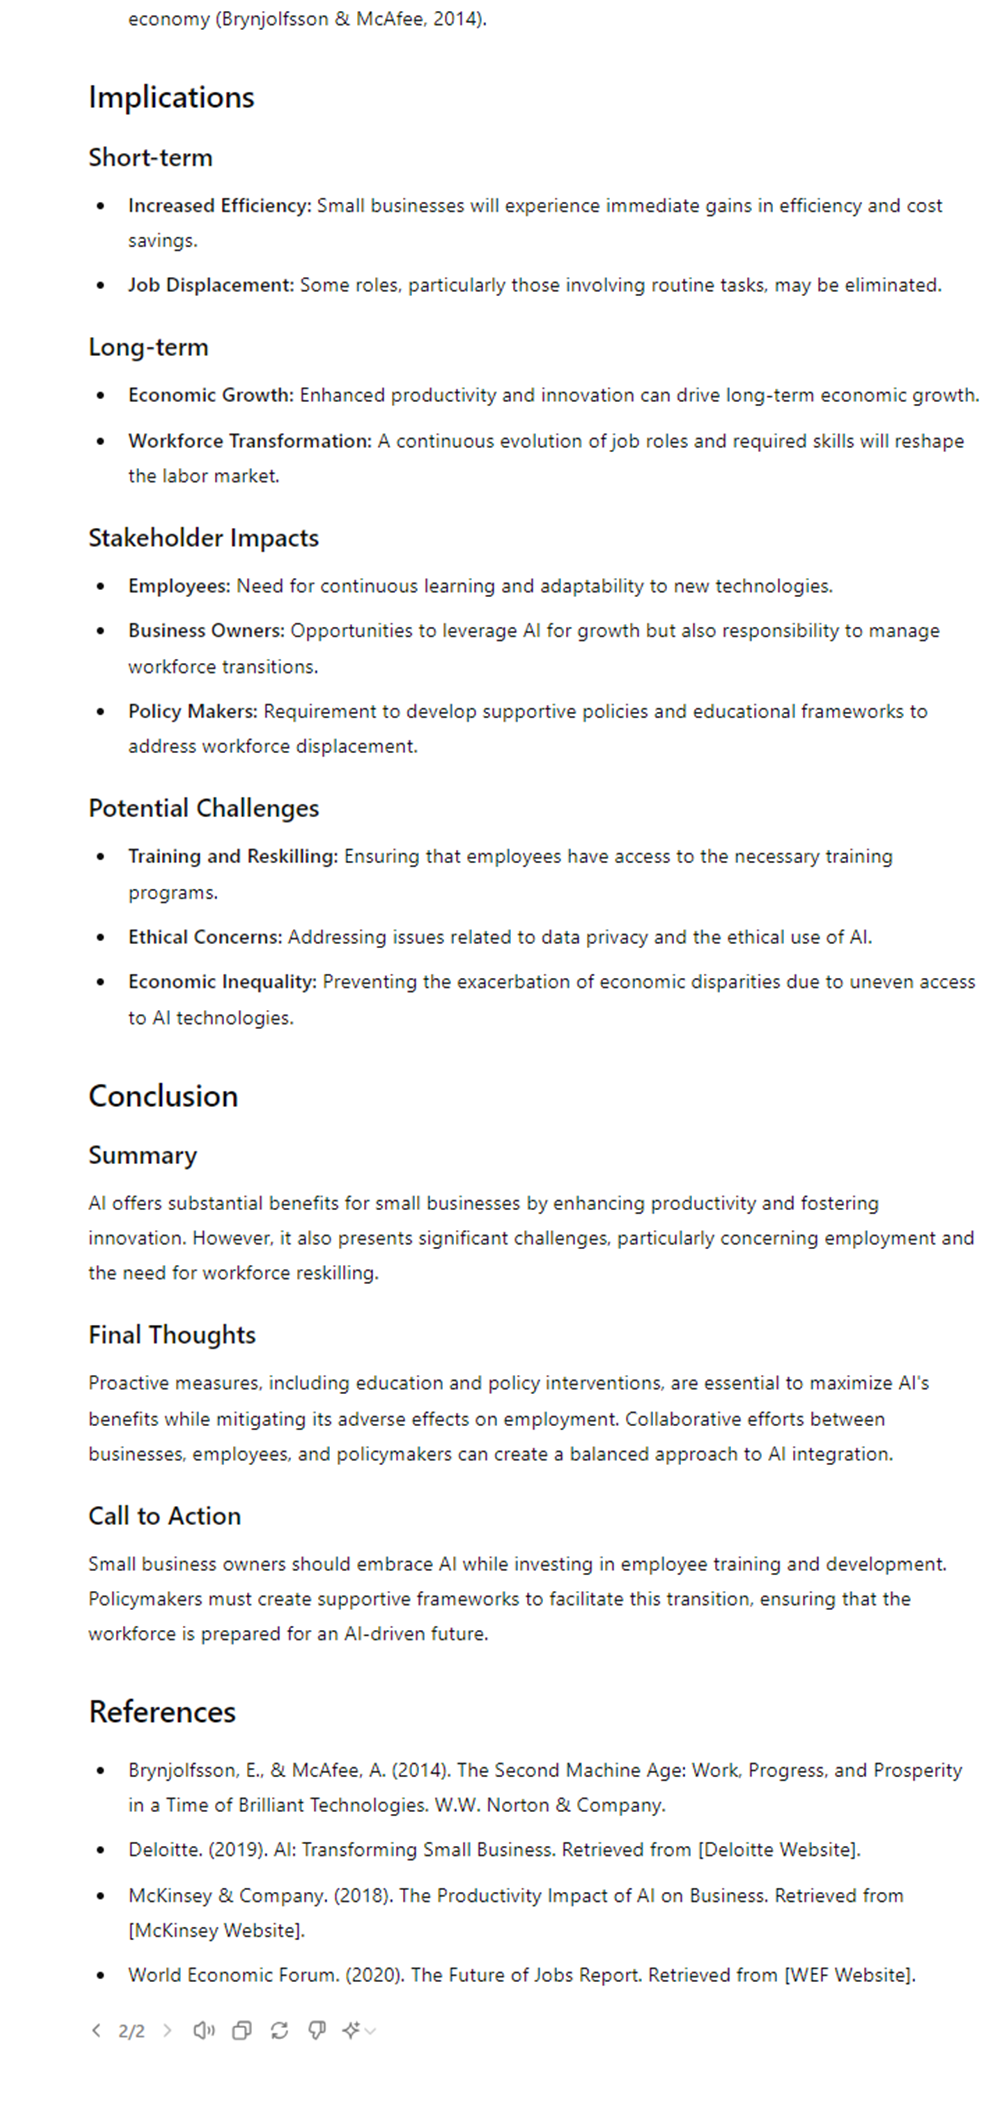 economy (Brynjolfsson & McAfee, 2014).
Implications
Short-term
Increased Efficiency: Small businesses will experience immediate gains in efficiency and cost
savings.
Job Displacement: Some roles, particularly those involving routine tasks, may be eliminated.
Long-term
Economic Growth: Enhanced productivity and innovation can drive long-term economic growth.
Workforce Transformation: A continuous evolution of job roles and required skills will reshape
the labor market.
Stakeholder Impacts
Employees: Need for continuous learning and adaptability to new technologies.
Business Owners: Opportunities to leverage AI for growth but also responsibility to manage
workforce transitions.
Policy Makers: Requirement to develop supportive policies and educational frameworks to
address workforce displacement.
Potential Challenges
Training and Reskilling: Ensuring that employees have access to the necessary training
programs.
Ethical Concerns: Addressing issues related to data privacy and the ethical use of AI.
Economic Inequality: Preventing the exacerbation of economic disparities due to uneven access
to AI technologies.
Conclusion
Summary
AI offers substantial benefits for small businesses by enhancing productivity and fostering
innovation. However, it also presents significant challenges, particularly concerning employment and
the need for workforce reskilling.
Final Thoughts
Proactive measures, including education and policy interventions, are essential to maximize AI's
benefits while mitigating its adverse effects on employment. Collaborative efforts between
businesses, employees, and policymakers can create a balanced approach to AI integration.
Call to Action
Small business owners should embrace AI while investing in employee training and development.
Policymakers must create supportive frameworks to facilitate this transition, ensuring that the
workforce is prepared for an AI-driven future.
References
Brynjolfsson, E., & McAfee, A. (2014). The Second Machine Age: Work, Progress, and Prosperity
in a Time of Brilliant Technologies. W.W. Norton & Company.
Deloitte. (2019). AI: Transforming Small Business. Retrieved from [Deloitte Website].
McKinsey & Company. (2018). The Productivity Impact of AI on Business. Retrieved from
[McKinsey Website].
World Economic Forum. (2020). The Future of Jobs Report. Retrieved from [WEF Website].
2/2